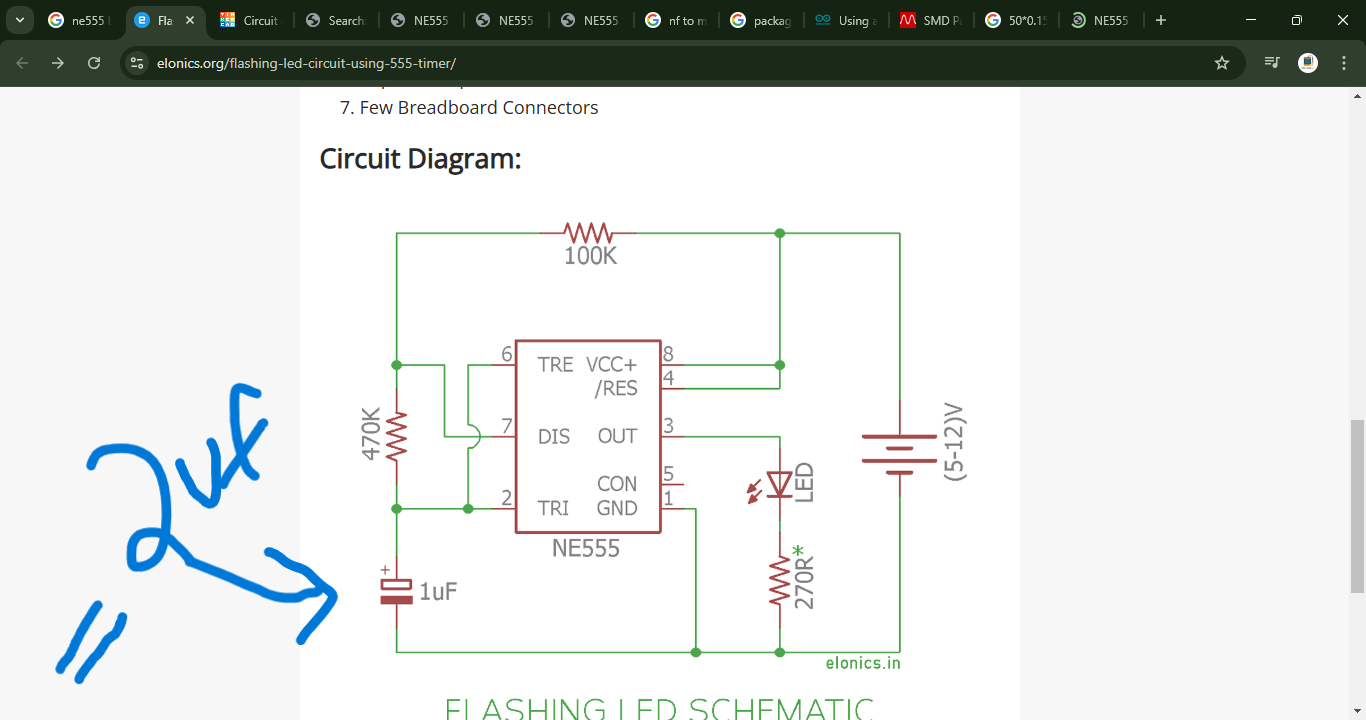 ne555
Fla
Circuit
Search:
NE555
NE555
NE555
nf to m
packag
Using a
SMD P
50*0.15
NE555
elonics.org/flashing-led-circuit-using-555-timer/
7. Few Breadboard Connectors
Circuit Diagram:
100K
6 TRE VCC+ 8
/RES 4
470K
7 DIS OUT 3
CON 5
2 TRI GND 1
NE555
LED
(5-12)V
+
1uF
270R*
2uf
elonics.in
FLASHING LED SCHEMATIC